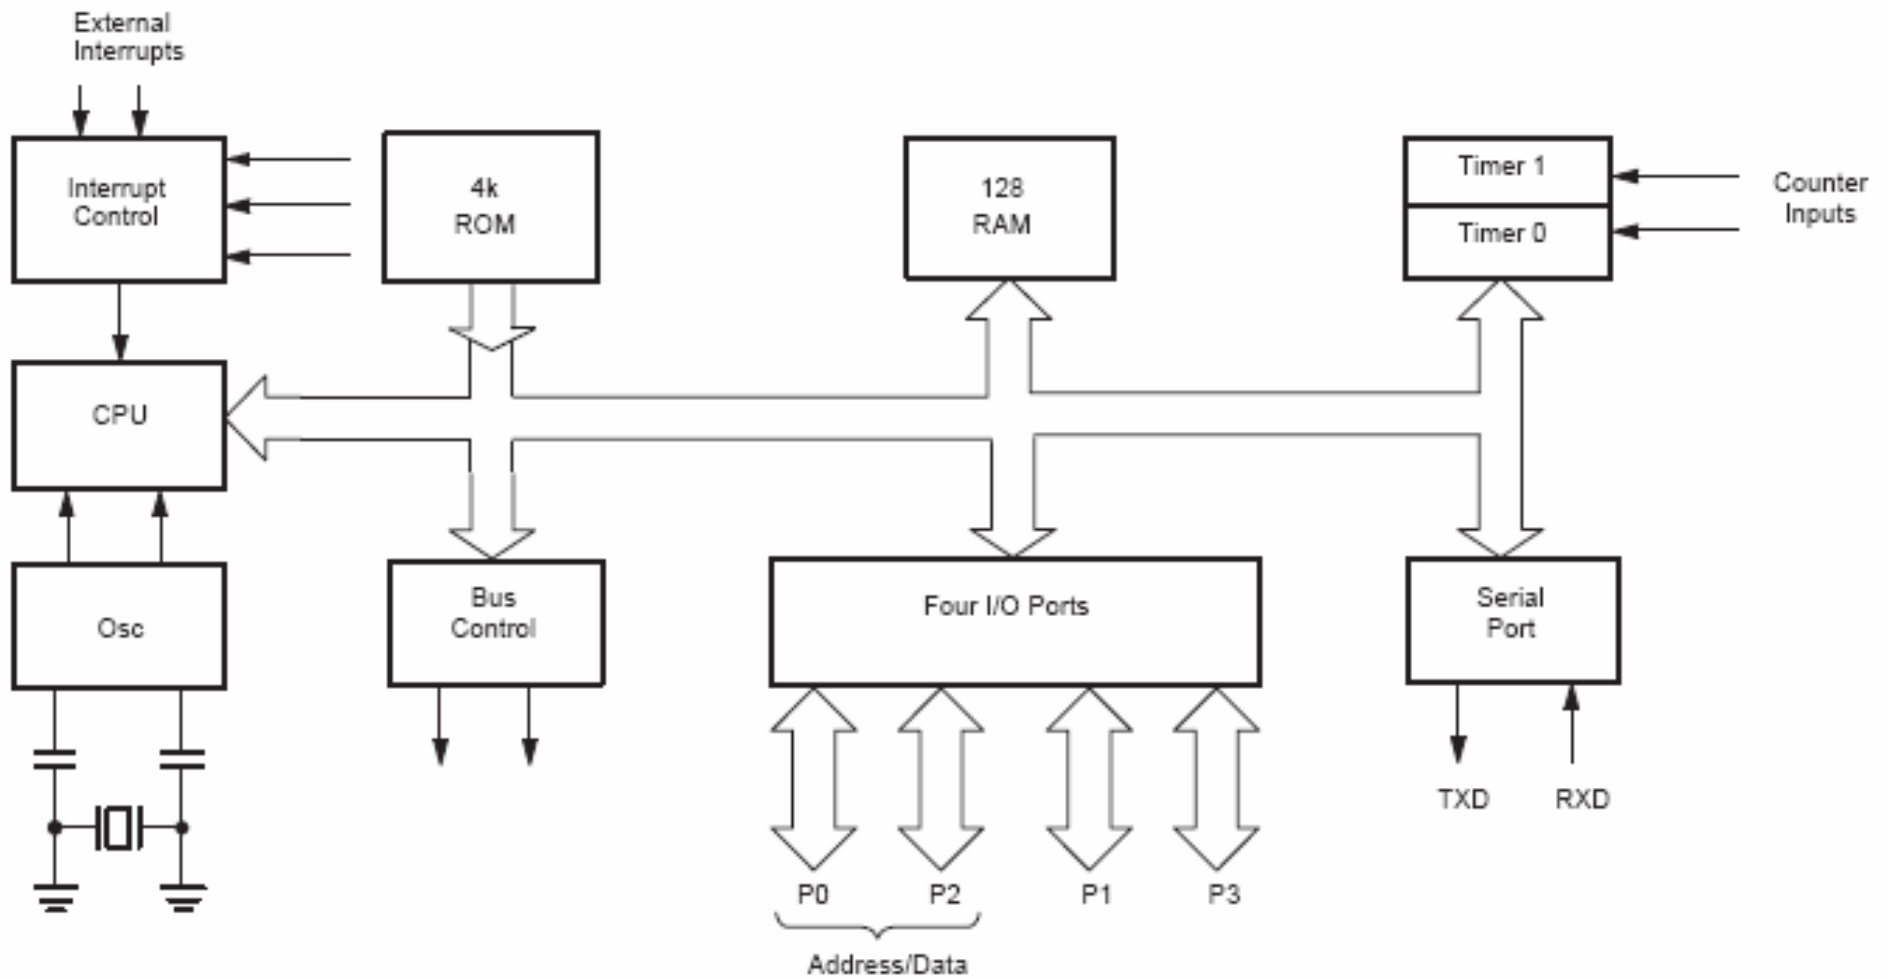 External
Interrupts
Interrupt
Control
4k
ROM
128
RAM
Timer 1
Timer 0
Counter
Inputs
CPU
Osc
Bus
Control
Four I/O Ports
Serial
Port
TXD
RXD
P0
P2
P1
P3
Address/Data